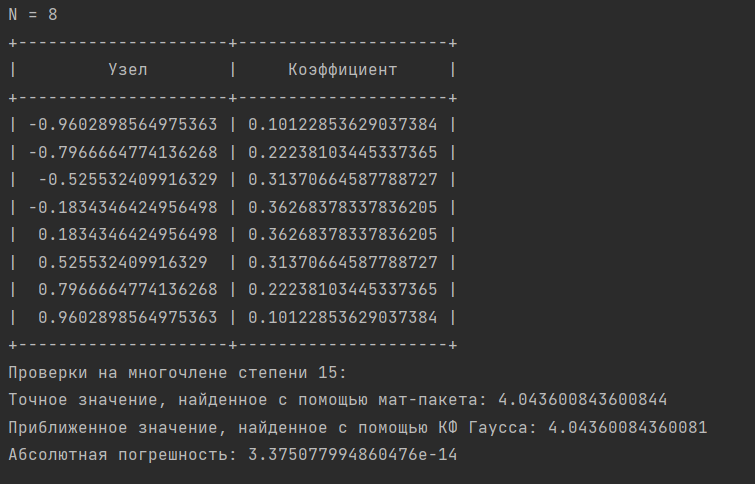 N = 8
+---------------------+---------------------+
|         Узел        |     Коэффициент     |
+---------------------+---------------------+
| -0.9602898564975363 | 0.10122853629037384 |
| -0.7966664774136268 | 0.22238103445337365 |
|  -0.525532409916329 | 0.31370664587788727 |
| -0.1834346424956498 | 0.36268378337836205 |
|  0.1834346424956498 | 0.36268378337836205 |
|  0.525532409916329  | 0.31370664587788727 |
|  0.7966664774136268 | 0.22238103445337365 |
|  0.9602898564975363 | 0.10122853629037384 |
+---------------------+---------------------+
Проверки на многочлене степени 15:
Точное значение, найденное с помощью мат-пакета: 4.043600843600844
Приближенное значение, найденное с помощью КФ Гаусса: 4.04360084360081
Абсолютная погрешность: 3.375077994860476e-14